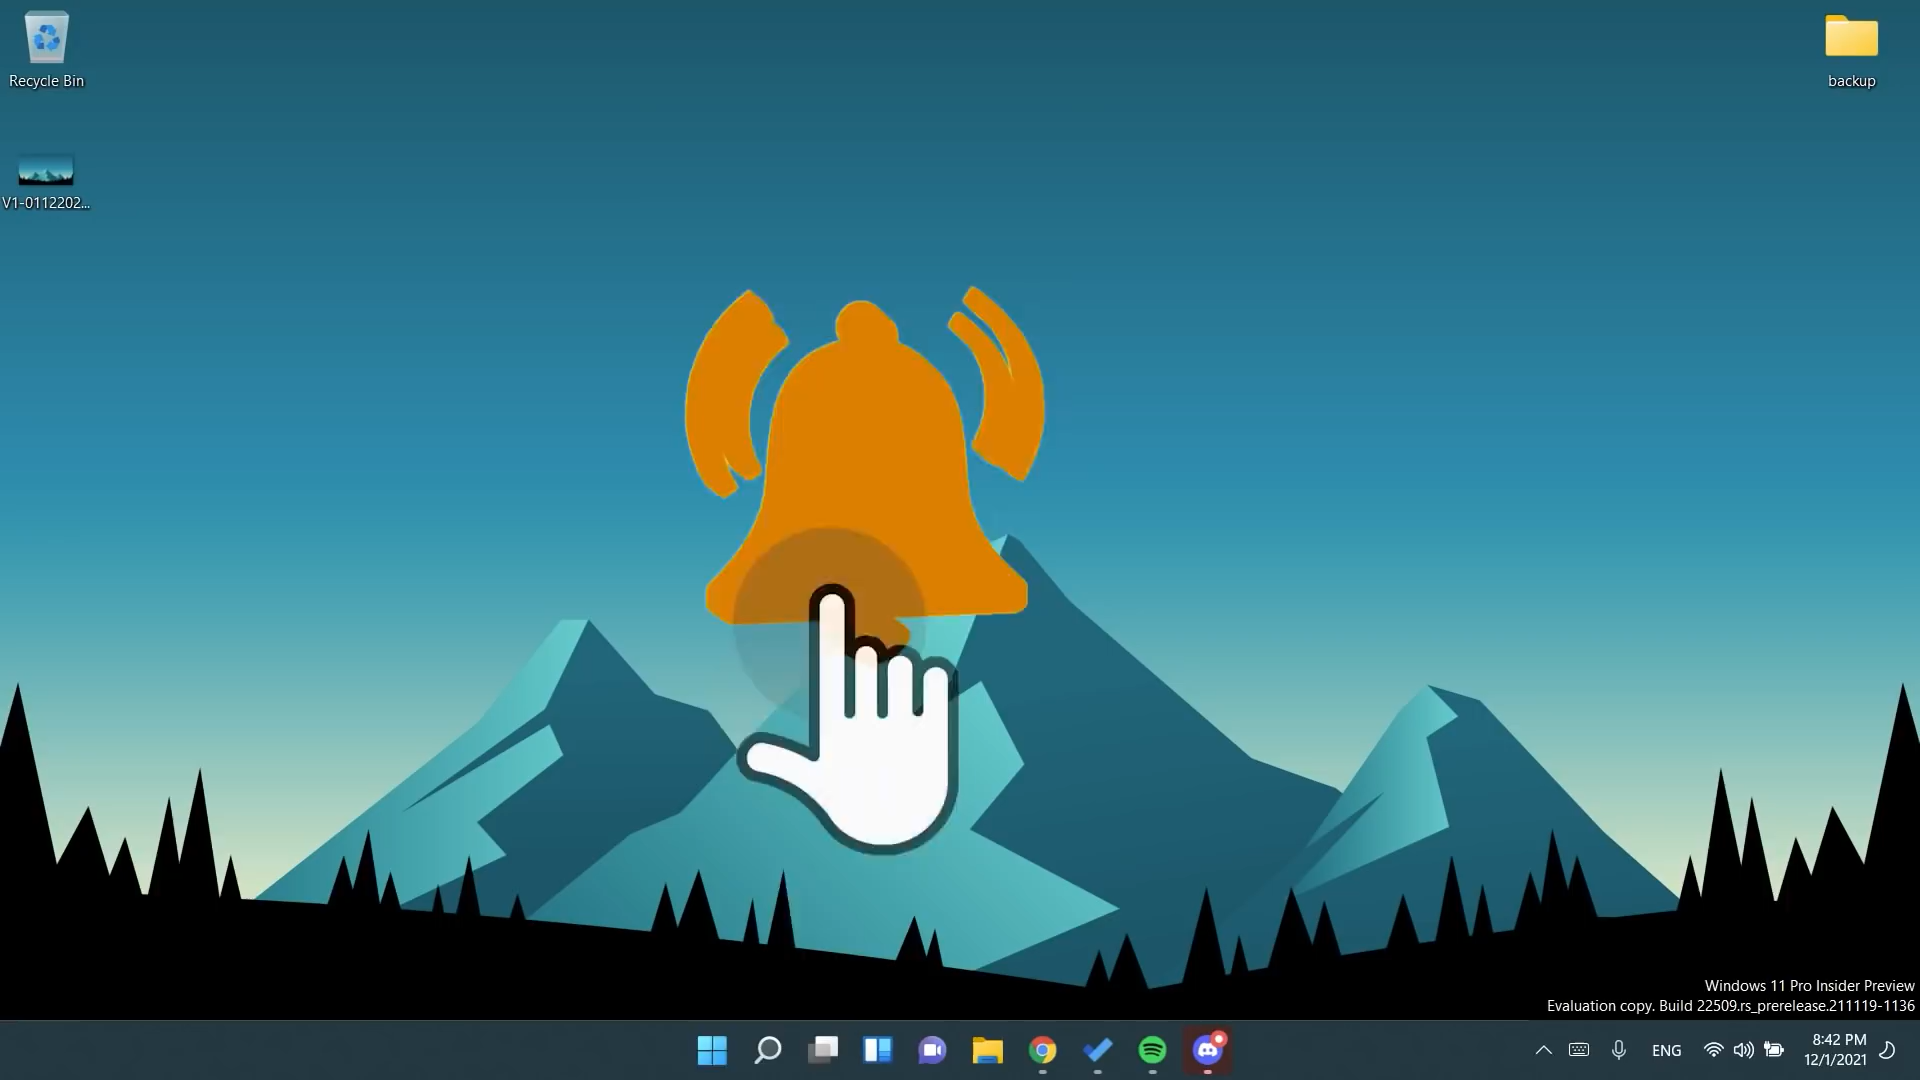 Recycle Bin
backup
V1-0112202...
Windows 11 Pro Insider Preview
Evaluation copy. Build 22509.rs_prerelease.211119-1136
ENG
8:42 PM
12/1/2021